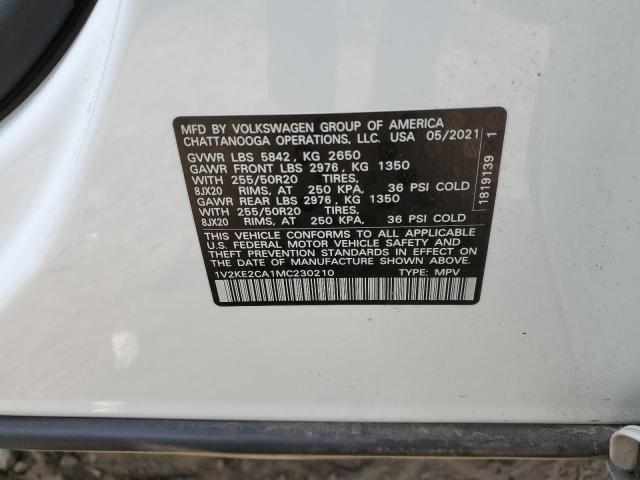 MFD BY VOLKSWAGEN GROUP OF AMERICA
CHATTANOOGA OPERATIONS, LLC. USA 05/2021
GVWR LBS 5842, KG 2650
GAWR FRONT LBS 2976, KG 1350
WITH 255/50R20 TIRES,
8JX20 RIMS, AT 250 KPA, 36 PSI COLD
GAWR REAR LBS 2976, KG 1350
WITH 255/50R20 TIRES,
8JX20 RIMS, AT 250 KPA, 36 PSI COLD
THIS VEHICLE CONFORMS TO ALL APPLICABLE
U.S. FEDERAL MOTOR VEHICLE SAFETY AND
THEFT PREVENTION STANDARDS IN EFFECT ON
THE DATE OF MANUFACTURE SHOWN ABOVE.
1V2KE2CA1MC230210 TYPE: MPV
1819139 1